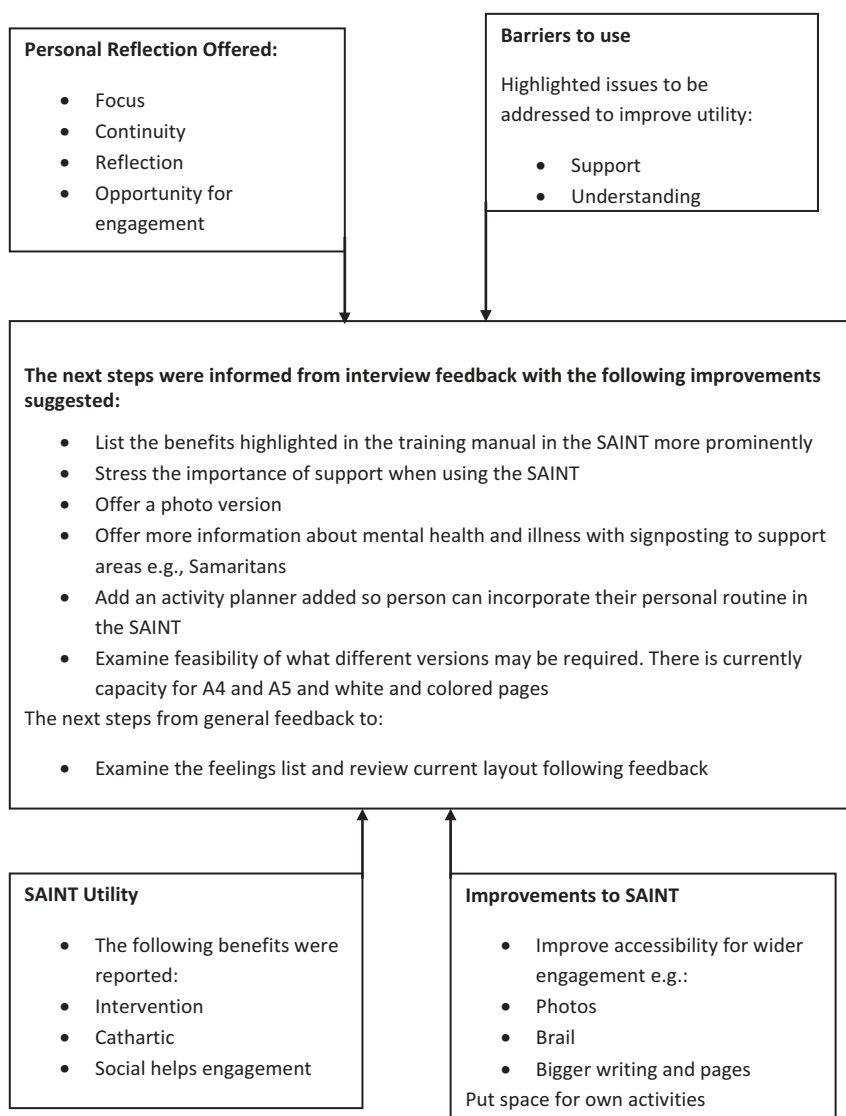 Personal Reflection Offered:
• Focus
• Continuity
• Reflection
• Opportunity for
engagement
Barriers to use
Highlighted issues to be
addressed to improve utility:
• Support
• Understanding
The next steps were informed from interview feedback with the following improvements
suggested:
• List the benefits highlighted in the training manual in the SAINT more prominently
• Stress the importance of support when using the SAINT
• Offer a photo version
• Offer more information about mental health and illness with signposting to support
areas e.g., Samaritans
• Add an activity planner added so person can incorporate their personal routine in
the SAINT
• Examine feasibility of what different versions may be required. There is currently
capacity for A4 and A5 and white and colored pages
The next steps from general feedback to:
• Examine the feelings list and review current layout following feedback
SAINT Utility
• The following benefits were
reported:
• Intervention
• Cathartic
• Social helps engagement
Improvements to SAINT
• Improve accessibility for wider
engagement e.g.:
• Photos
• Brail
• Bigger writing and pages
Put space for own activities